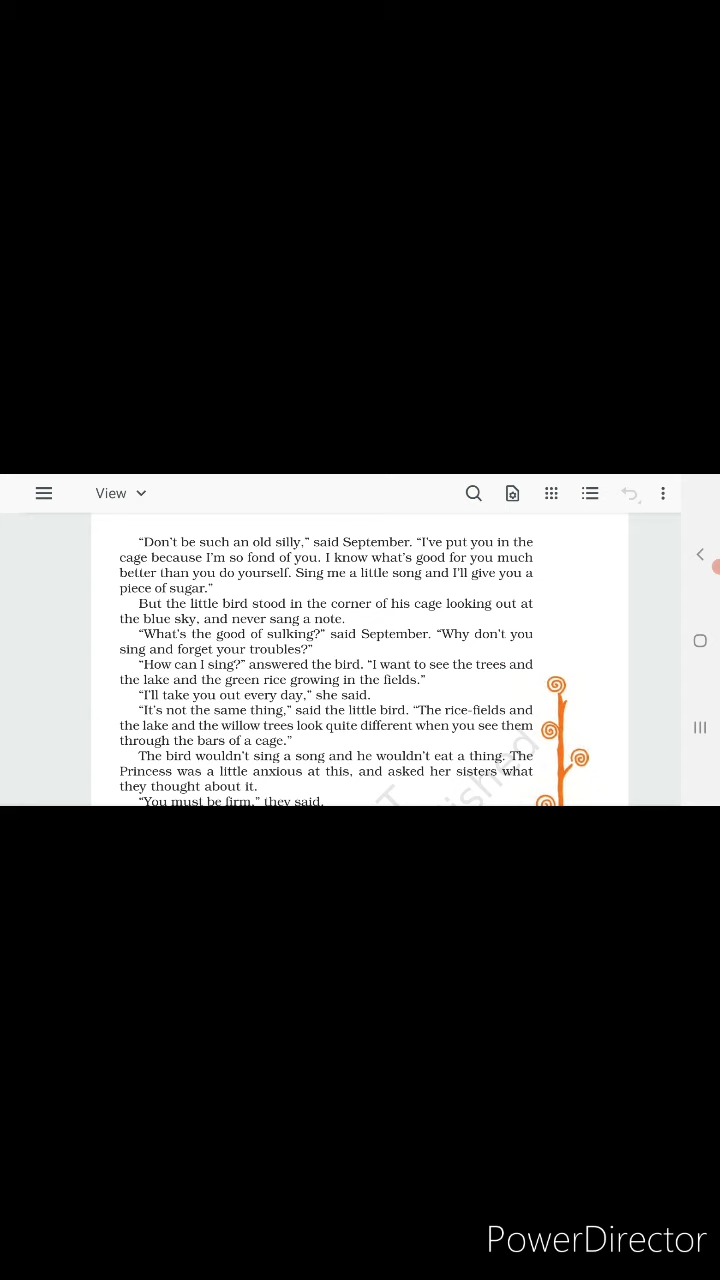 View
“Don’t be such an old silly,” said September. “I’ve put you in the
cage because I’m so fond of you. I know what’s good for you much
better than you do yourself. Sing me a little song and I’ll give you a
piece of sugar.”
But the little bird stood in the corner of his cage looking out at
the blue sky, and never sang a note.
“What’s the good of sulking?” said September. “Why don’t you
sing and forget your troubles?”
“How can I sing?” answered the bird. “I want to see the trees and
the lake and the green rice growing in the fields.”
“I’ll take you out every day,” she said.
“It’s not the same thing,” said the little bird. “The rice-fields and
the lake and the willow trees look quite different when you see them
through the bars of a cage.”
The bird wouldn’t sing a song and he wouldn’t eat a thing. The
Princess was a little anxious at this, and asked her sisters what
they thought about it.
“You must be firm,” they said.
PowerDirector